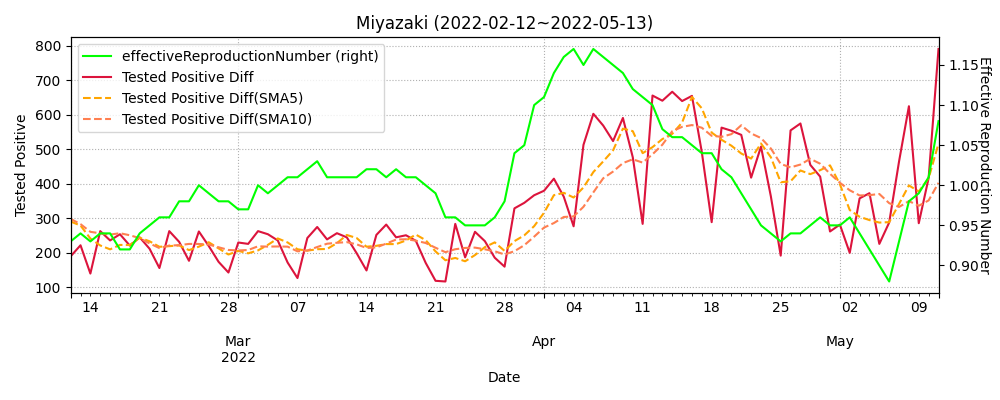 Miyazaki (2022-02-12~2022-05-13)
effectiveReproductionNumber (right)
Tested Positive Diff
Tested Positive Diff(SMA5)
Tested Positive Diff(SMA10)
Tested Positive
800
700
600
500
400
300
200
100
1.15
1.10
1.05
1.00
0.95
0.90
Effective Reproduction Number
14 21 28 07 14 21 28 04 11 18 25 02 09
Mar Apr May
2022
Date